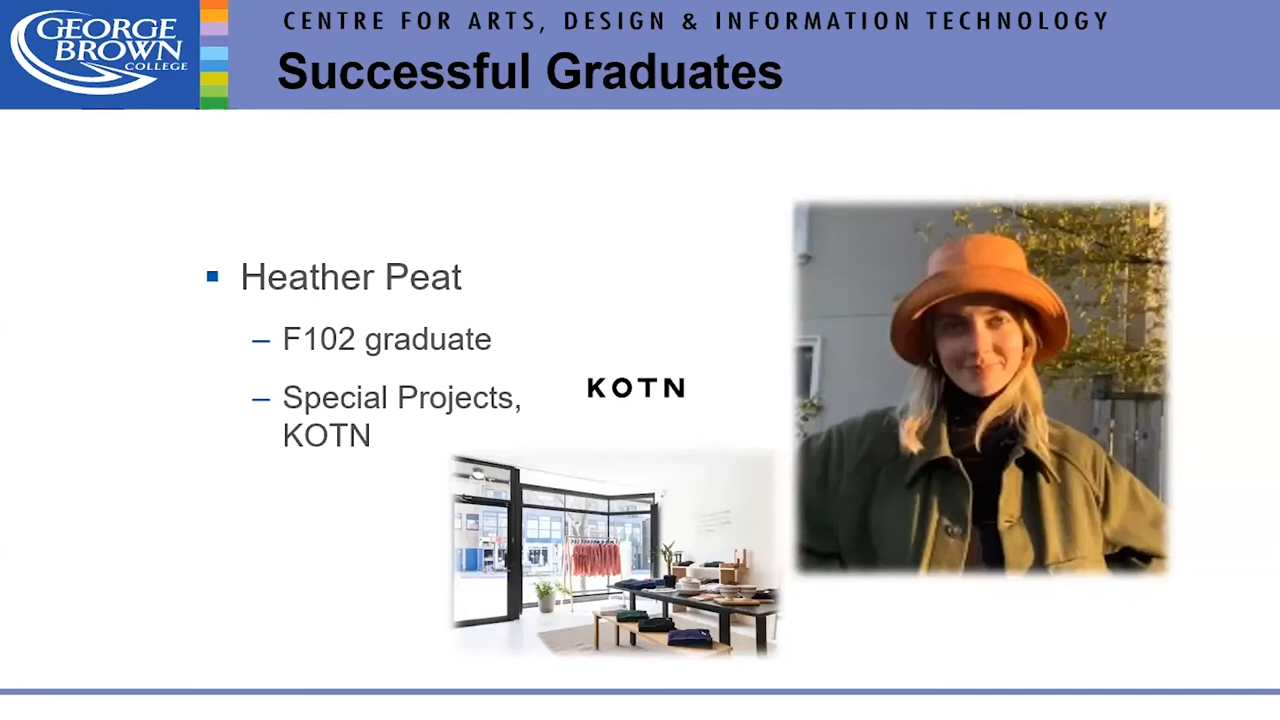 GEORGE
BROWN
COLLEGE
CENTRE FOR ARTS, DESIGN & INFORMATION TECHNOLOGY
Successful Graduates
Heather Peat
– F102 graduate
– Special Projects,
KOTN
KOTN